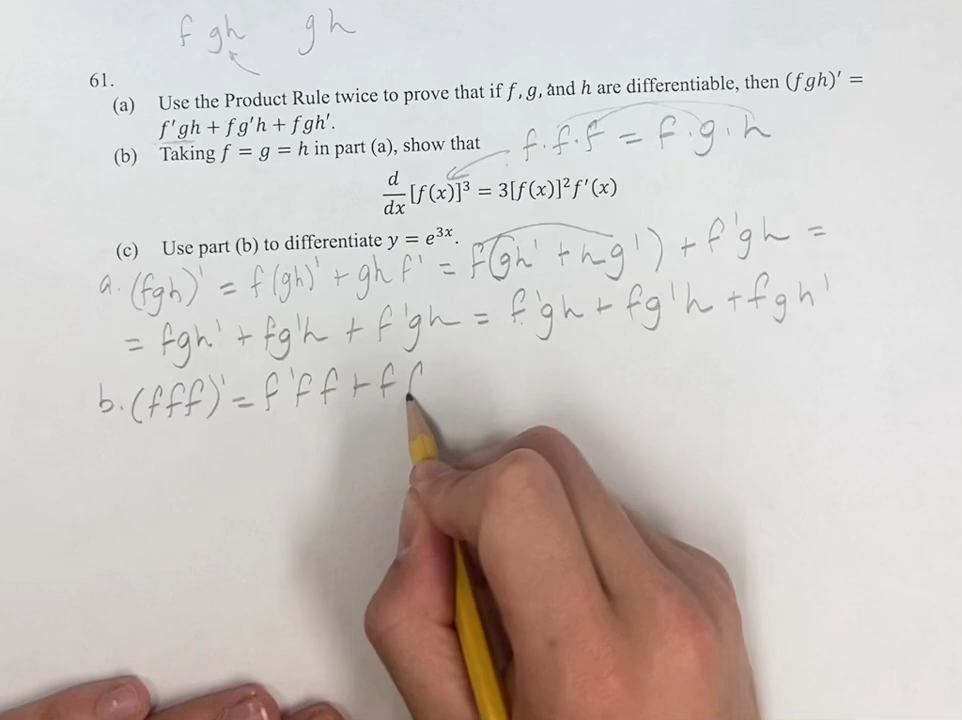 f gh gh
61.
(a) Use the Product Rule twice to prove that if f, g, and h are differentiable, then (fgh)' =
f'gh + fg'h + fgh'.
(b) Taking f = g = h in part (a), show that
f·f·f = f·g·h
d/dx [f(x)]³ = 3[f(x)]² f'(x)
(c) Use part (b) to differentiate y = e³ˣ.
a. (fgh)' = f(gh)' + gh f' = f(gh' + hg') + f'gh =
= fgh' + fg'h + f'gh = f'gh + fg'h + fgh'
b. (fff)' = f'ff + ff